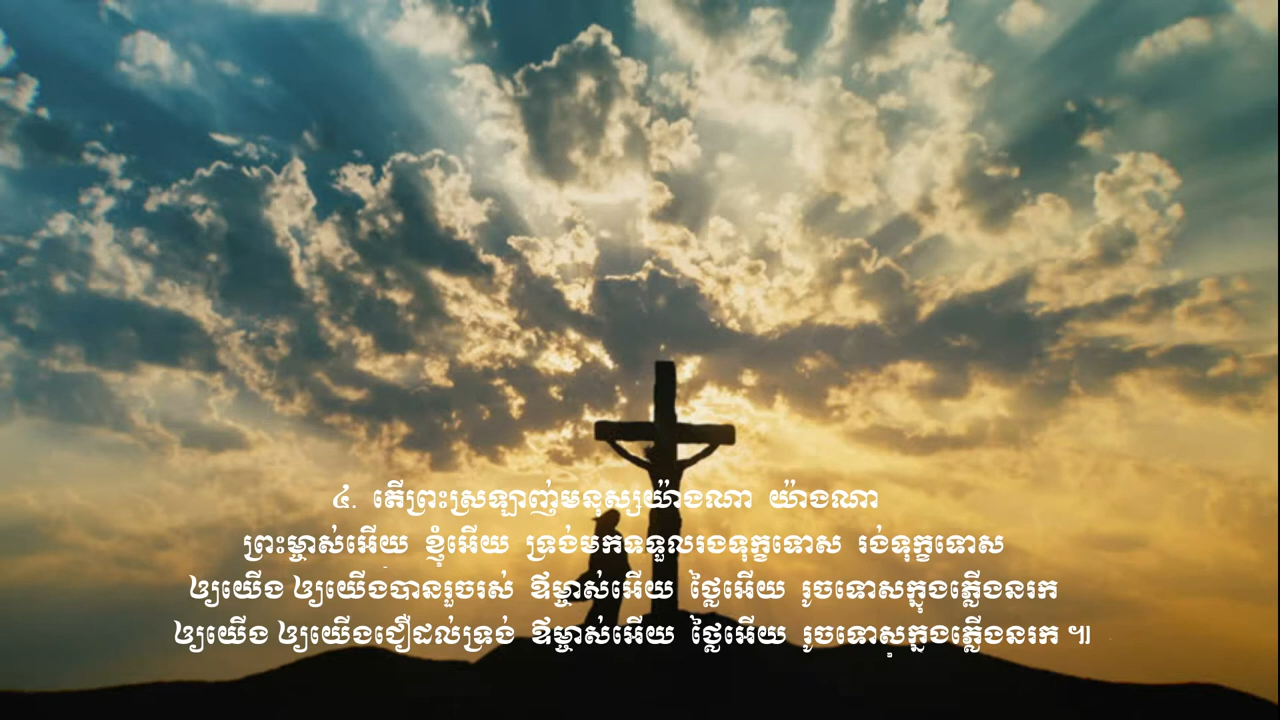 ៤. តើព្រះស្រឡាញ់មនុស្សយ៉ាងណា យ៉ាងណា
ព្រះម្ចាស់អើយ ខ្ញុំអើយ ទ្រង់មកទទួលរងទុក្ខទោស រង់ទុក្ខទោស
ឲ្យយើង ឲ្យយើងបានរួចរស់ ឪម្ចាស់អើយ ថ្លៃអើយ រួចទោសក្នុងភ្លើងនរក
ឲ្យយើង ឲ្យយើងជឿដល់ទ្រង់ ឪម្ចាស់អើយ ថ្លៃអើយ រួចទោសក្នុងភ្លើងនរក ៕